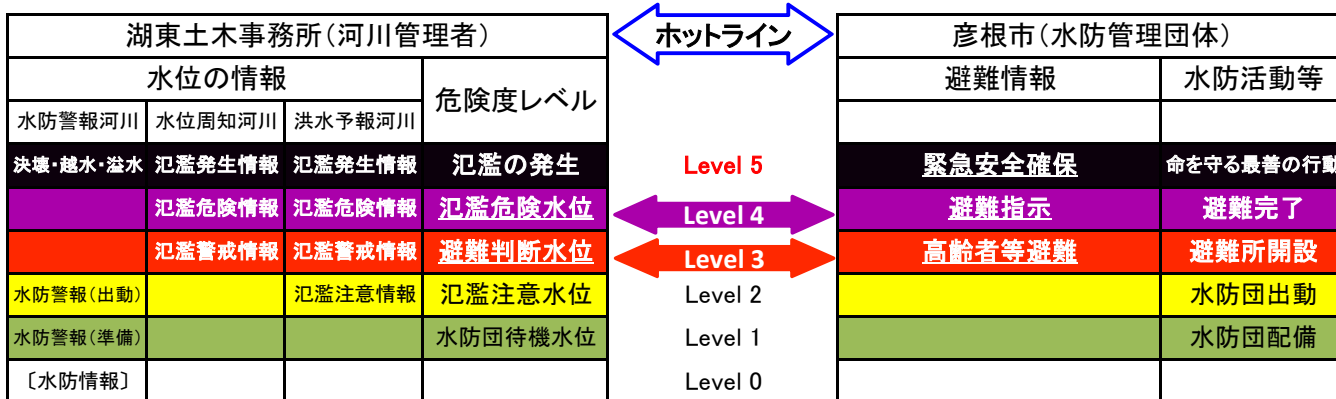 湖東土木事務所(河川管理者) ホットライン 彦根市(水防管理団体)
水位の情報 危険度レベル 避難情報 水防活動等
水防警報河川 水位周知河川 洪水予報河川
決壊・越水・溢水 氾濫発生情報 氾濫発生情報 氾濫の発生 Level 5 緊急安全確保 命を守る最善の行動
氾濫危険情報 氾濫危険情報 氾濫危険水位 Level 4 避難指示 避難完了
氾濫警戒情報 氾濫警戒情報 避難判断水位 Level 3 高齢者等避難 避難所開設
水防警報(出動) 氾濫注意情報 氾濫注意水位 Level 2 水防団出動
水防警報(準備) 水防団待機水位 Level 1 水防団配備
〔水防情報〕 Level 0